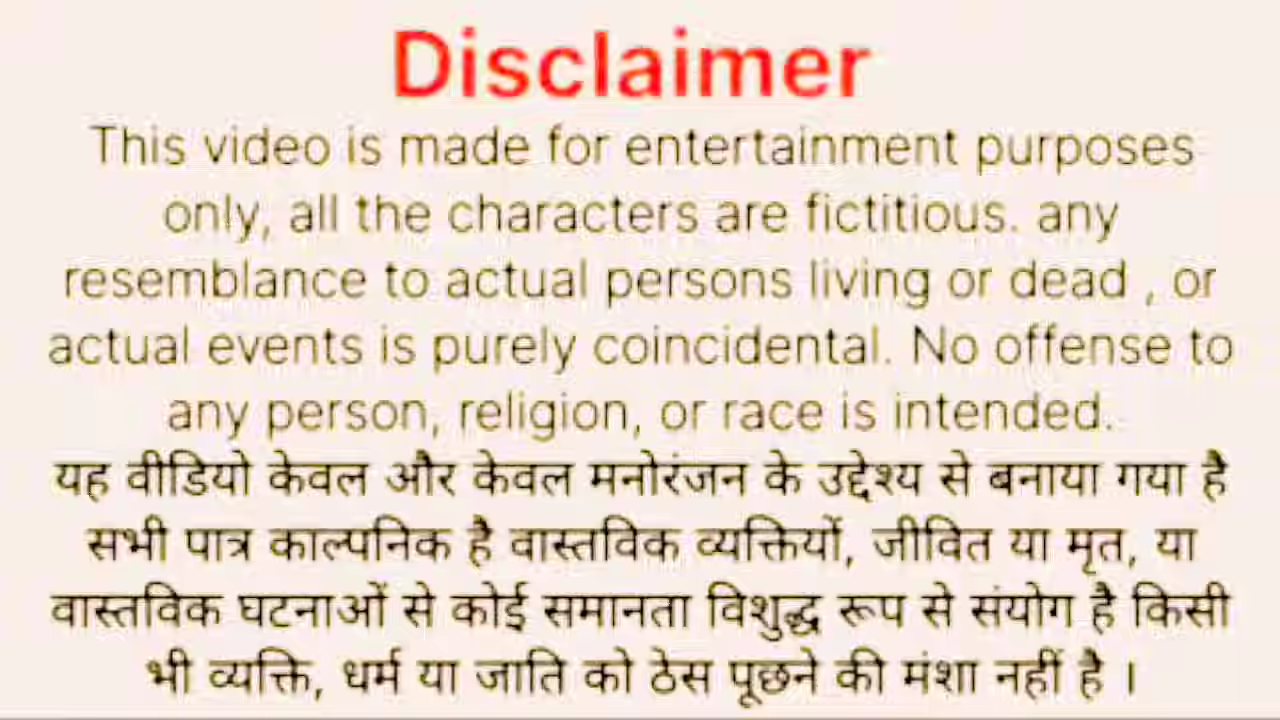 Disclaimer
This video is made for entertainment purposes
only, all the characters are fictitious. any
resemblance to actual persons living or dead , or
actual events is purely coincidental. No offense to
any person, religion, or race is intended.
यह वीडियो केवल और केवल मनोरंजन के उद्देश्य से बनाया गया है
सभी पात्र काल्पनिक है वास्तविक व्यक्तियों, जीवित या मृत, या
वास्तविक घटनाओं से कोई समानता विशुद्ध रूप से संयोग है किसी
भी व्यक्ति, धर्म या जाति को ठेस पूछने की मंशा नहीं है ।